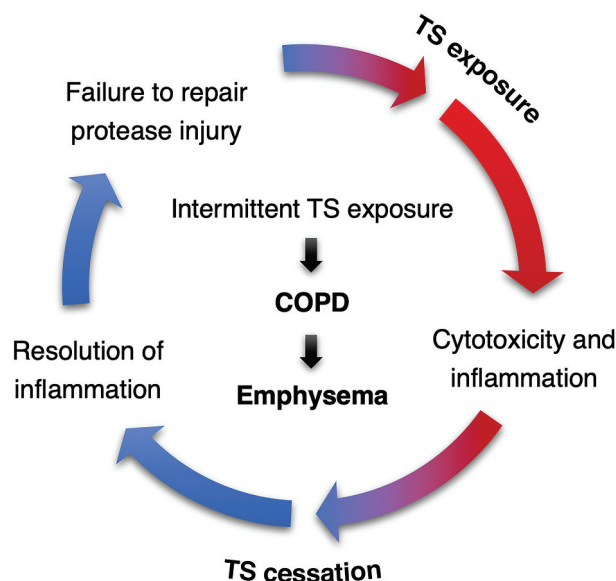 TS exposure
Failure to repair
protease injury
Intermittent TS exposure
COPD
Emphysema
Cytotoxicity and
inflammation
Resolution of
inflammation
TS cessation